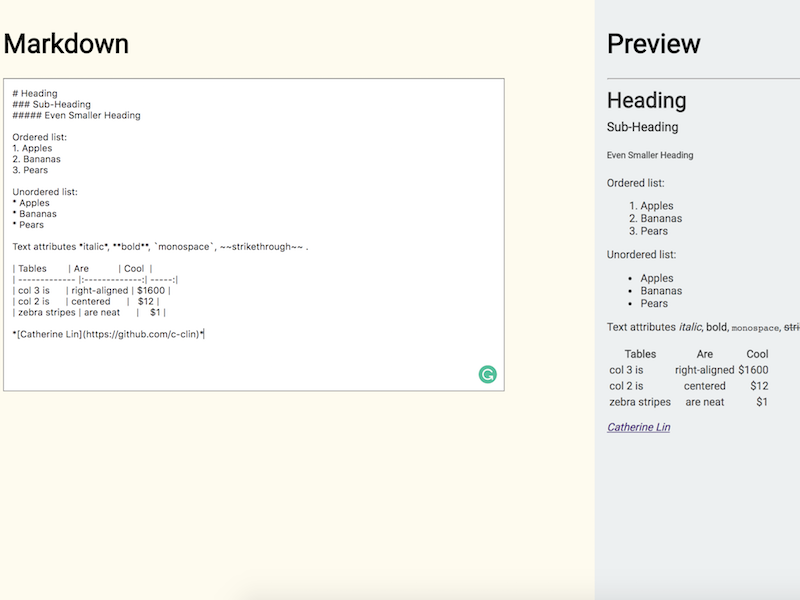 Markdown
# Heading
### Sub-Heading
##### Even Smaller Heading
Ordered list:
1. Apples
2. Bananas
3. Pears
Unordered list:
* Apples
* Bananas
* Pears
Text attributes *italic*, **bold**, `monospace`, ~~strikethrough~~ .
| Tables        | Are           | Cool  |
| ------------- |:-------------:| -----:|
| col 3 is      | right-aligned | $1600 |
| col 2 is      | centered      |   $12 |
| zebra stripes | are neat      |    $1 |
*[Catherine Lin](https://github.com/c-clin)*
Preview
Heading
Sub-Heading
Even Smaller Heading
Ordered list:
1. Apples
2. Bananas
3. Pears
Unordered list:
• Apples
• Bananas
• Pears
Text attributes italic, bold, monospace, stri
Tables Are Cool
col 3 is right-aligned $1600
col 2 is centered $12
zebra stripes are neat $1
Catherine Lin